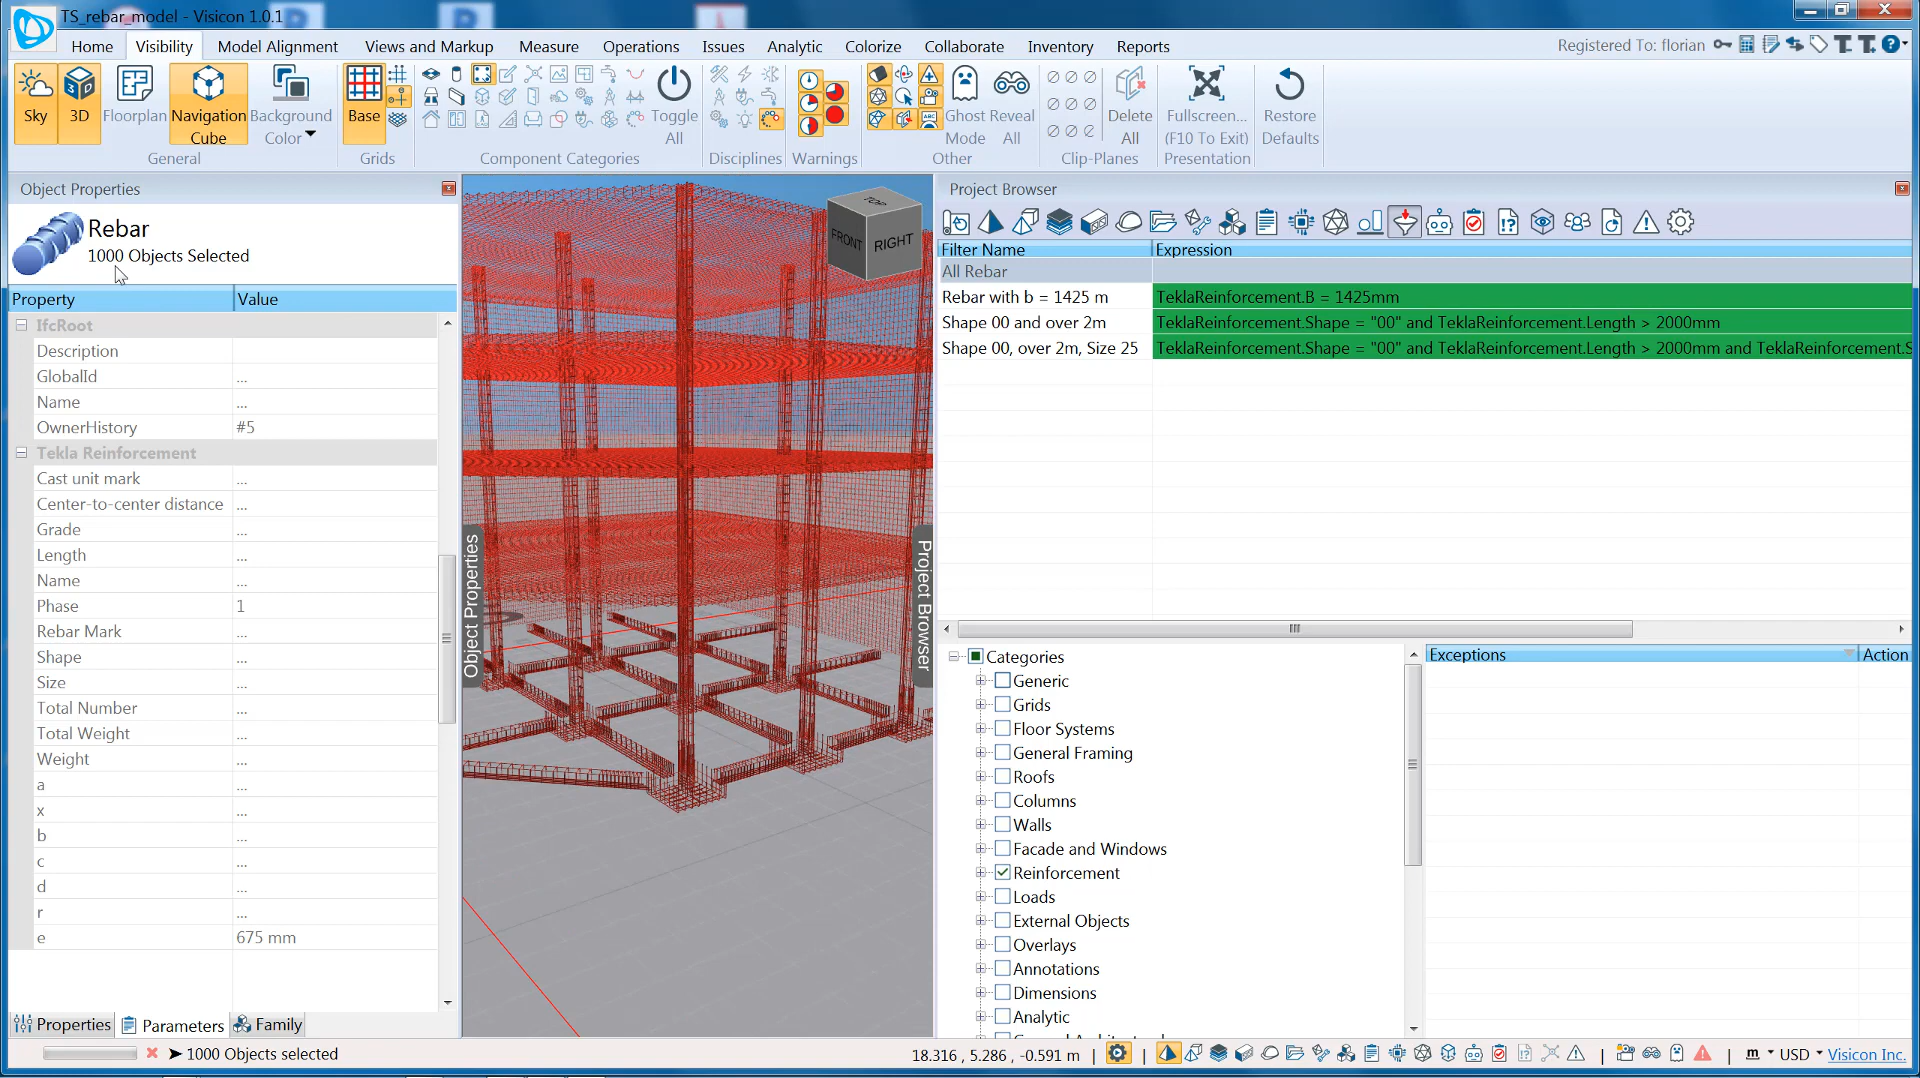 TS_rebar_model - Visicon 1.0.1
Home Visibility Model Alignment Views and Markup Measure Operations Issues Analytic Colorize Collaborate Inventory Reports Registered To: florian
Sky 3D Floorplan Navigation Cube Background Color Base Toggle All Ghost Mode Reveal All Delete All Fullscreen... (F10 To Exit) Restore Defaults
General Grids Component Categories Disciplines Warnings Other Clip-Planes Presentation
Object Properties
Rebar
1000 Objects Selected
Property Value
IfcRoot
Description
GlobalId ...
Name ...
OwnerHistory #5
Tekla Reinforcement
Cast unit mark ...
Center-to-center distance ...
Grade ...
Length ...
Name ...
Phase 1
Rebar Mark ...
Shape ...
Size ...
Total Number ...
Total Weight ...
Weight ...
a ...
x ...
b ...
c ...
d ...
r ...
e 675 mm
Properties Parameters Family
Object Properties
TOP
FRONT
RIGHT
Project Browser
Project Browser
Filter Name Expression
All Rebar
Rebar with b = 1425 m TeklaReinforcement.B = 1425mm
Shape 00 and over 2m TeklaReinforcement.Shape = "00" and TeklaReinforcement.Length > 2000mm
Shape 00, over 2m, Size 25 TeklaReinforcement.Shape = "00" and TeklaReinforcement.Length > 2000mm and TeklaReinforcement.S
Categories
Generic
Grids
Floor Systems
General Framing
Roofs
Columns
Walls
Facade and Windows
Reinforcement
Loads
External Objects
Overlays
Annotations
Dimensions
Analytic
Exceptions Action
1000 Objects selected
18.316 , 5.286 , -0.591 m
m USD Visicon Inc.